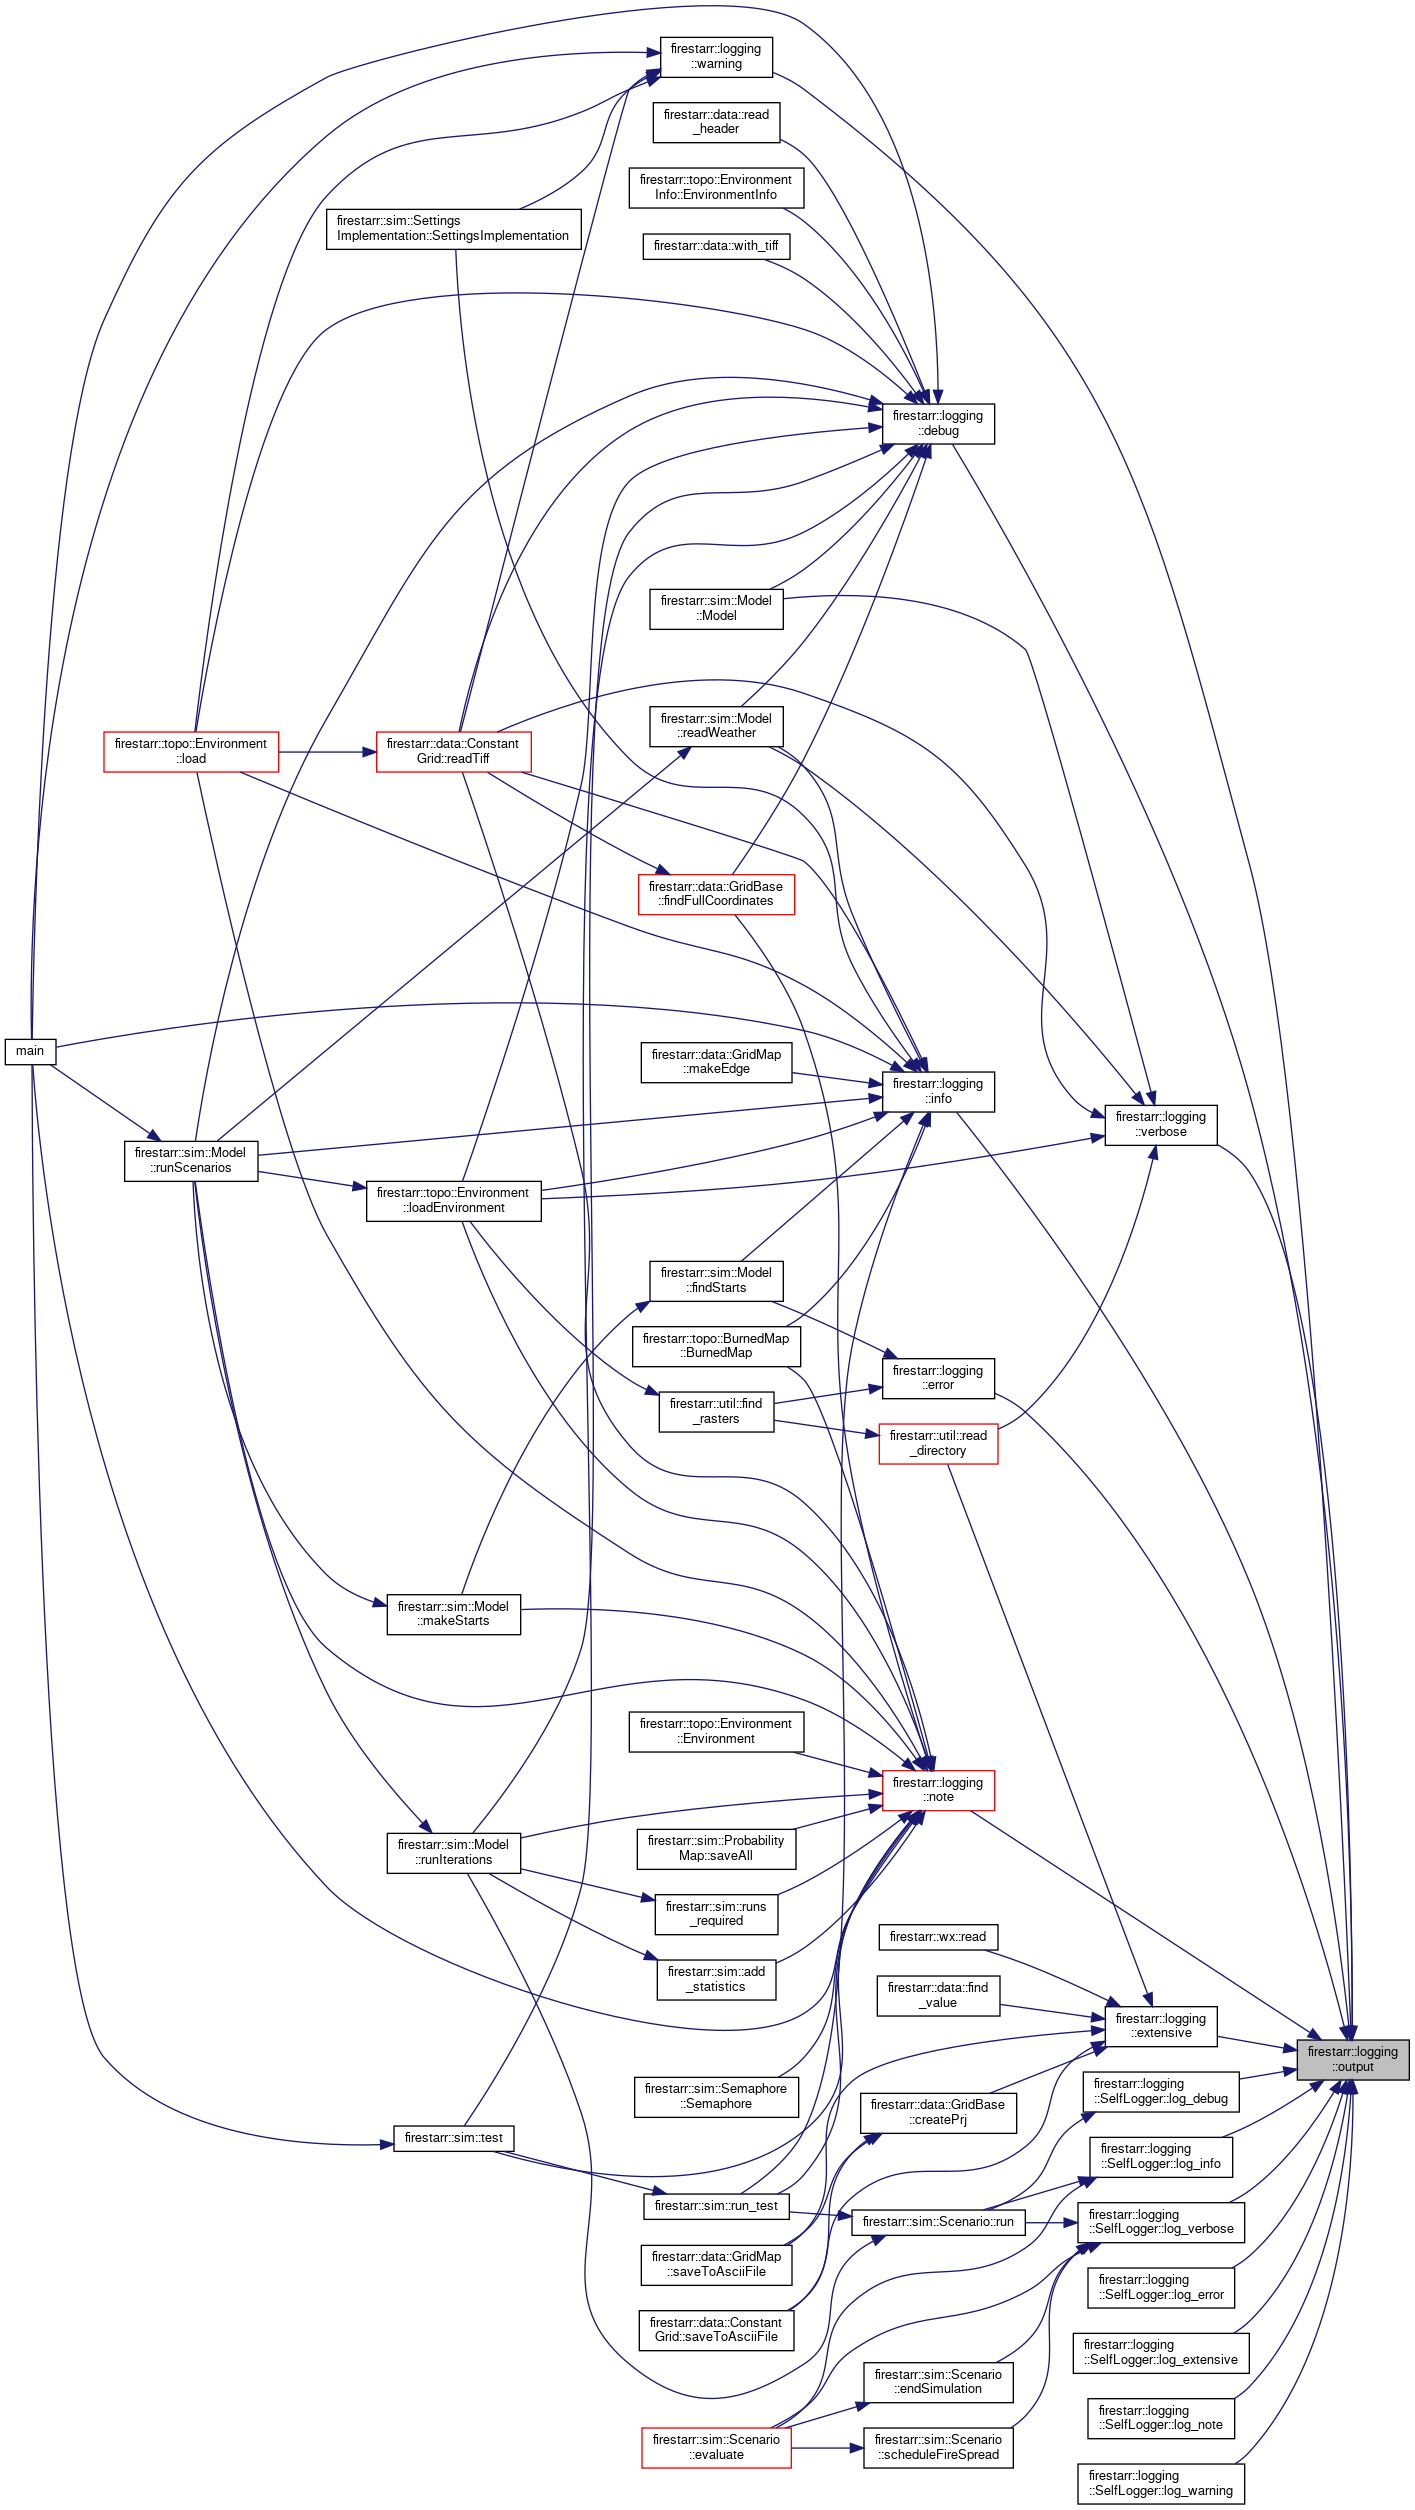 firestarr::logging
::warning
firestarr::data::read
_header
firestarr::topo::Environment
Info::EnvironmentInfo
firestarr::sim::Settings
Implementation::SettingsImplementation
firestarr::data::with_tiff
firestarr::logging
::debug
firestarr::sim::Model
::Model
firestarr::sim::Model
::readWeather
firestarr::topo::Environment
::load
firestarr::data::Constant
Grid::readTiff
firestarr::data::GridBase
::findFullCoordinates
main
firestarr::data::GridMap
::makeEdge
firestarr::logging
::info
firestarr::logging
::verbose
firestarr::sim::Model
::runScenarios
firestarr::topo::Environment
::loadEnvironment
firestarr::sim::Model
::findStarts
firestarr::topo::BurnedMap
::BurnedMap
firestarr::logging
::error
firestarr::util::find
_rasters
firestarr::util::read
_directory
firestarr::sim::Model
::makeStarts
firestarr::topo::Environment
::Environment
firestarr::logging
::note
firestarr::sim::Model
::runIterations
firestarr::sim::Probability
Map::saveAll
firestarr::sim::runs
_required
firestarr::wx::read
firestarr::sim::add
_statistics
firestarr::data::find
_value
firestarr::logging
::extensive
firestarr::logging
::output
firestarr::sim::Semaphore
::Semaphore
firestarr::logging
::SelfLogger::log_debug
firestarr::data::GridBase
::createPrj
firestarr::sim::test
firestarr::logging
::SelfLogger::log_info
firestarr::sim::run_test
firestarr::sim::Scenario::run
firestarr::logging
::SelfLogger::log_verbose
firestarr::data::GridMap
::saveToAsciiFile
firestarr::logging
::SelfLogger::log_error
firestarr::data::Constant
Grid::saveToAsciiFile
firestarr::logging
::SelfLogger::log_extensive
firestarr::sim::Scenario
::endSimulation
firestarr::logging
::SelfLogger::log_note
firestarr::sim::Scenario
::evaluate
firestarr::sim::Scenario
::scheduleFireSpread
firestarr::logging
::SelfLogger::log_warning